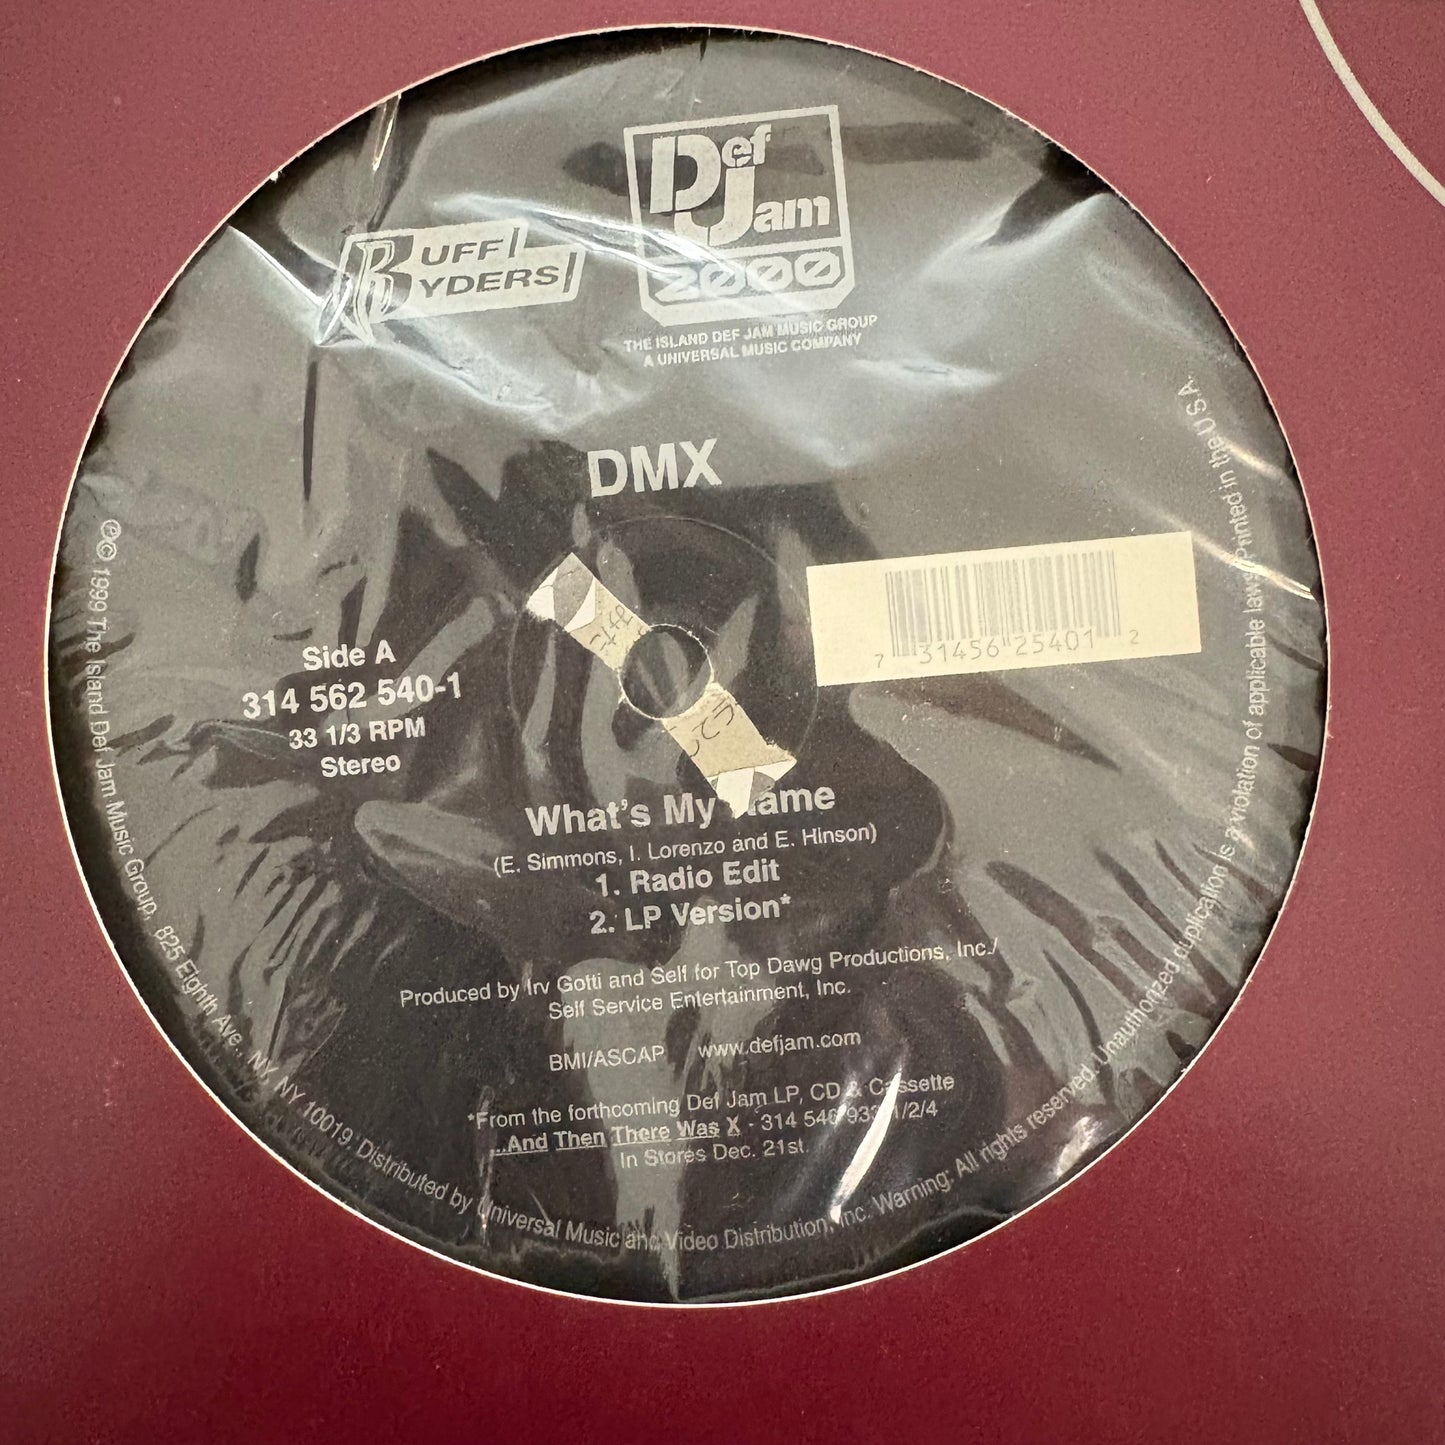 RUFF
RYDERS
Def
Jam
2000
THE ISLAND DEF JAM MUSIC GROUP
A UNIVERSAL MUSIC COMPANY
DMX
7 31456 25401 2
Side A
314 562 540-1
33 1/3 RPM
Stereo
What's My ame
(E. Simmons, I. Lorenzo and E. Hinson)
1. Radio Edit
2. LP Version*
Produced by Irv Gotti and Self for Top Dawg Productions, Inc./
Self Service Entertainment, Inc.
BMI/ASCAP www.defjam.com
*From the forthcoming Def Jam LP, CD & Cassette
...And Then There Was X - 314 546 933-1/2/4
In Stores Dec. 21st.
℗© 1999 The Island Def Jam Music Group, 825 Eighth Ave., NY, NY 10019. Distributed by Universal Music and Video Distribution, Inc. Warning: All rights reserved. Unauthorized duplication is a violation of applicable laws. Printed in the U.S.A.